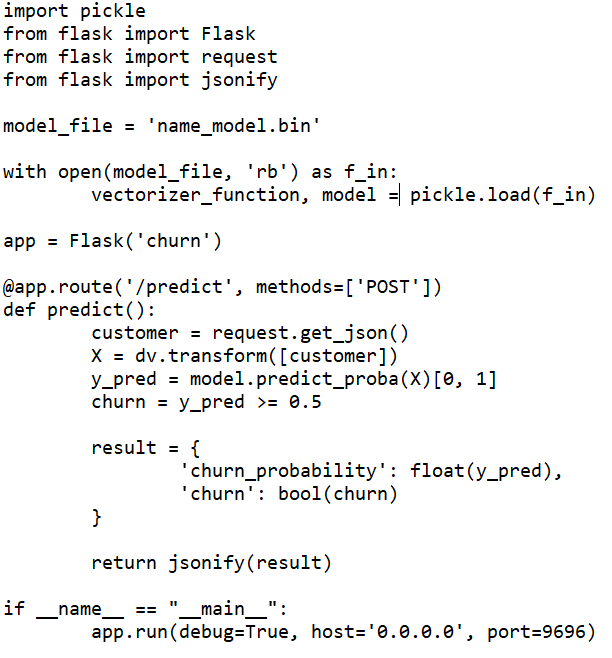 import pickle
from flask import Flask
from flask import request
from flask import jsonify

model_file = 'name_model.bin'

with open(model_file, 'rb') as f_in:
        vectorizer_function, model = pickle.load(f_in)

app = Flask('churn')

@app.route('/predict', methods=['POST'])
def predict():
        customer = request.get_json()
        X = dv.transform([customer])
        y_pred = model.predict_proba(X)[0, 1]
        churn = y_pred >= 0.5

        result = {
                'churn_probability': float(y_pred),
                'churn': bool(churn)
        }

        return jsonify(result)

if __name__ == "__main__":
        app.run(debug=True, host='0.0.0.0', port=9696)